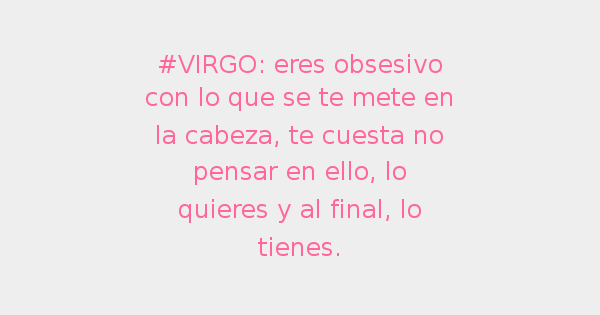 #VIRGO: eres obsesivo
con lo que se te mete en
la cabeza, te cuesta no
pensar en ello, lo
quieres y al final, lo
tienes.